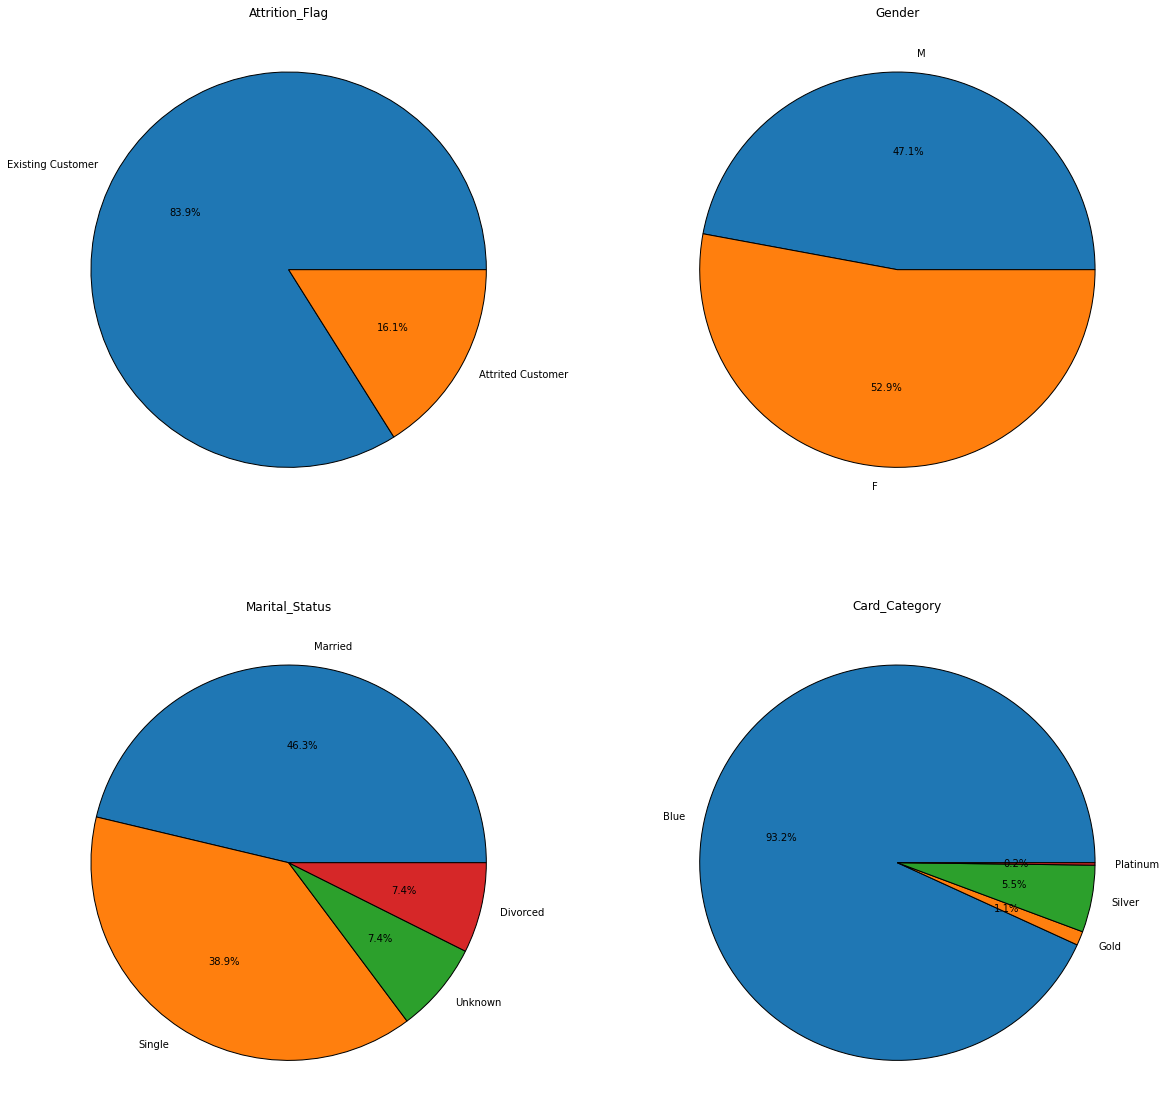 Attrition_Flag
Existing Customer
83.9%
16.1%
Attrited Customer
Gender
M
47.1%
52.9%
F
Marital_Status
Married
46.3%
7.4%
Divorced
7.4%
Unknown
38.9%
Single
Card_Category
Blue
93.2%
0.2%
Platinum
5.5%
Silver
1.1%
Gold